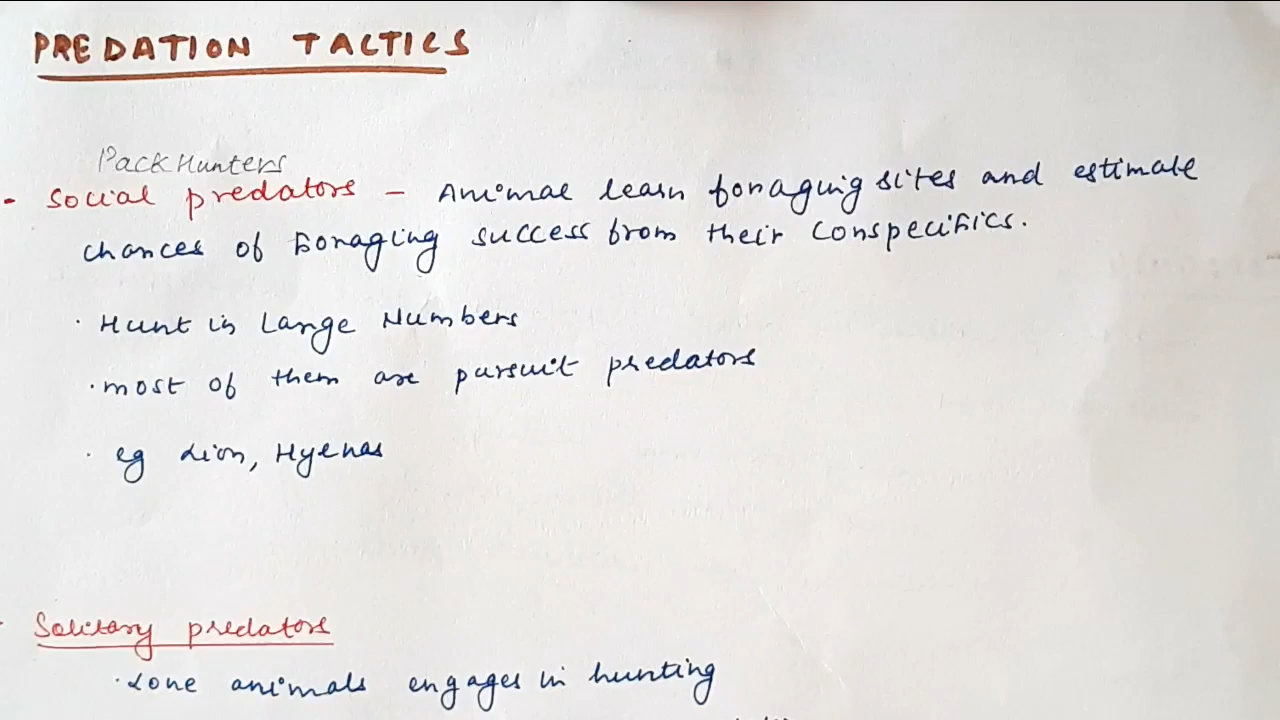 PREDATION TACTICS
Pack Hunters
• Social predators – Animal learn foraging sites and estimate
chances of Foraging success from their conspecifics.
· Hunt in Large Numbers
· most of them are pursuit predators
· eg Lion, Hyenas
Solitary predators
· Lone animals engages in hunting